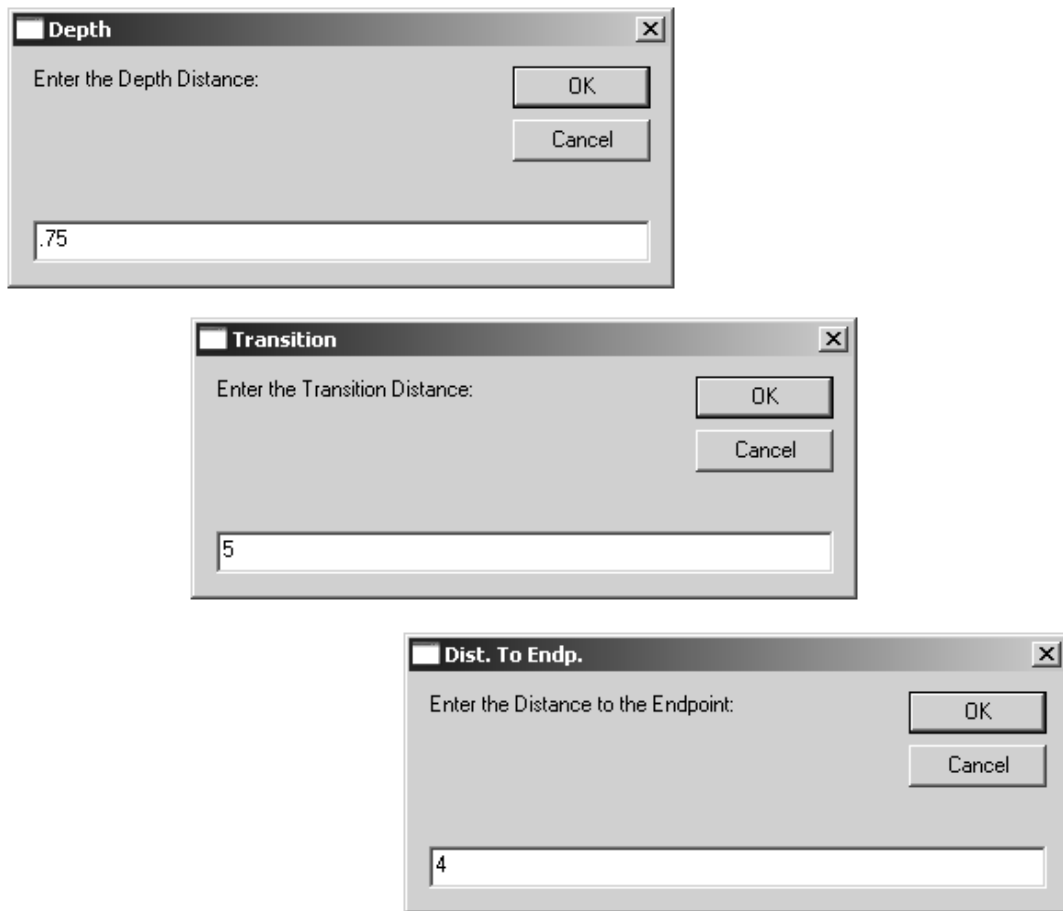 Depth
Enter the Depth Distance:
OK
Cancel
.75
Transition
Enter the Transition Distance:
OK
Cancel
5
Dist. To Endp.
Enter the Distance to the Endpoint:
OK
Cancel
4